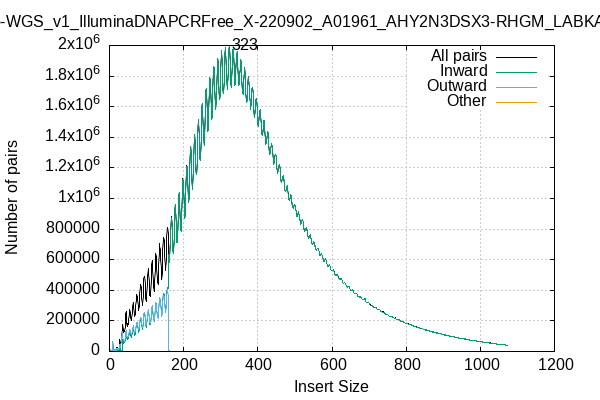 -WGS_v1_IlluminaDNAPCRFree_X-220902_A01961_AHY2N3DSX3-RHGM_LABKA
323
All pairs
Inward
Outward
Other
2x10^6
1.8x10^6
1.6x10^6
1.4x10^6
1.2x10^6
1x10^6
800000
600000
400000
200000
0
Number of pairs
0 200 400 600 800 1000 1200
Insert Size